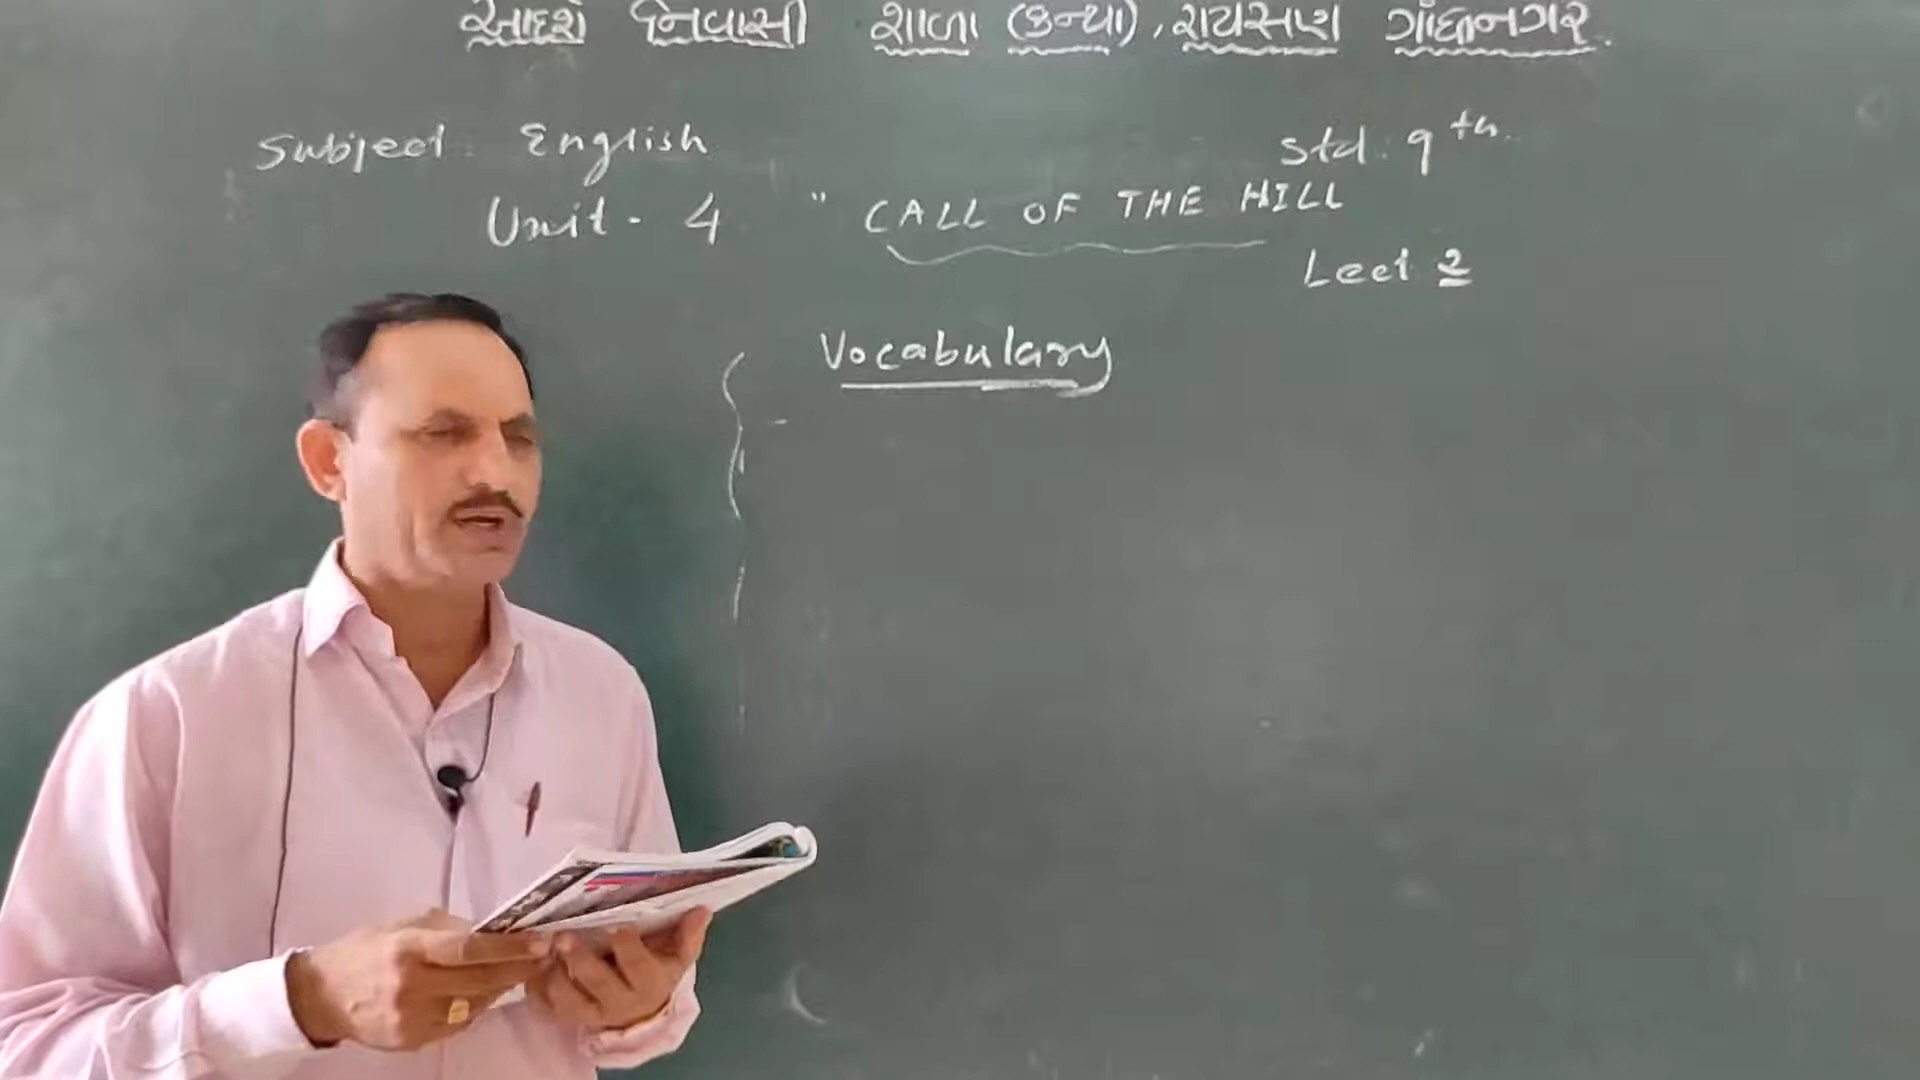 આદર્શ નિવાસી શાળા (કન્યા), રાયસણ ગાંધીનગર.
Subject: English Std. 9th.
Unit - 4 " CALL OF THE HILL
Lect 2
Vocabulary